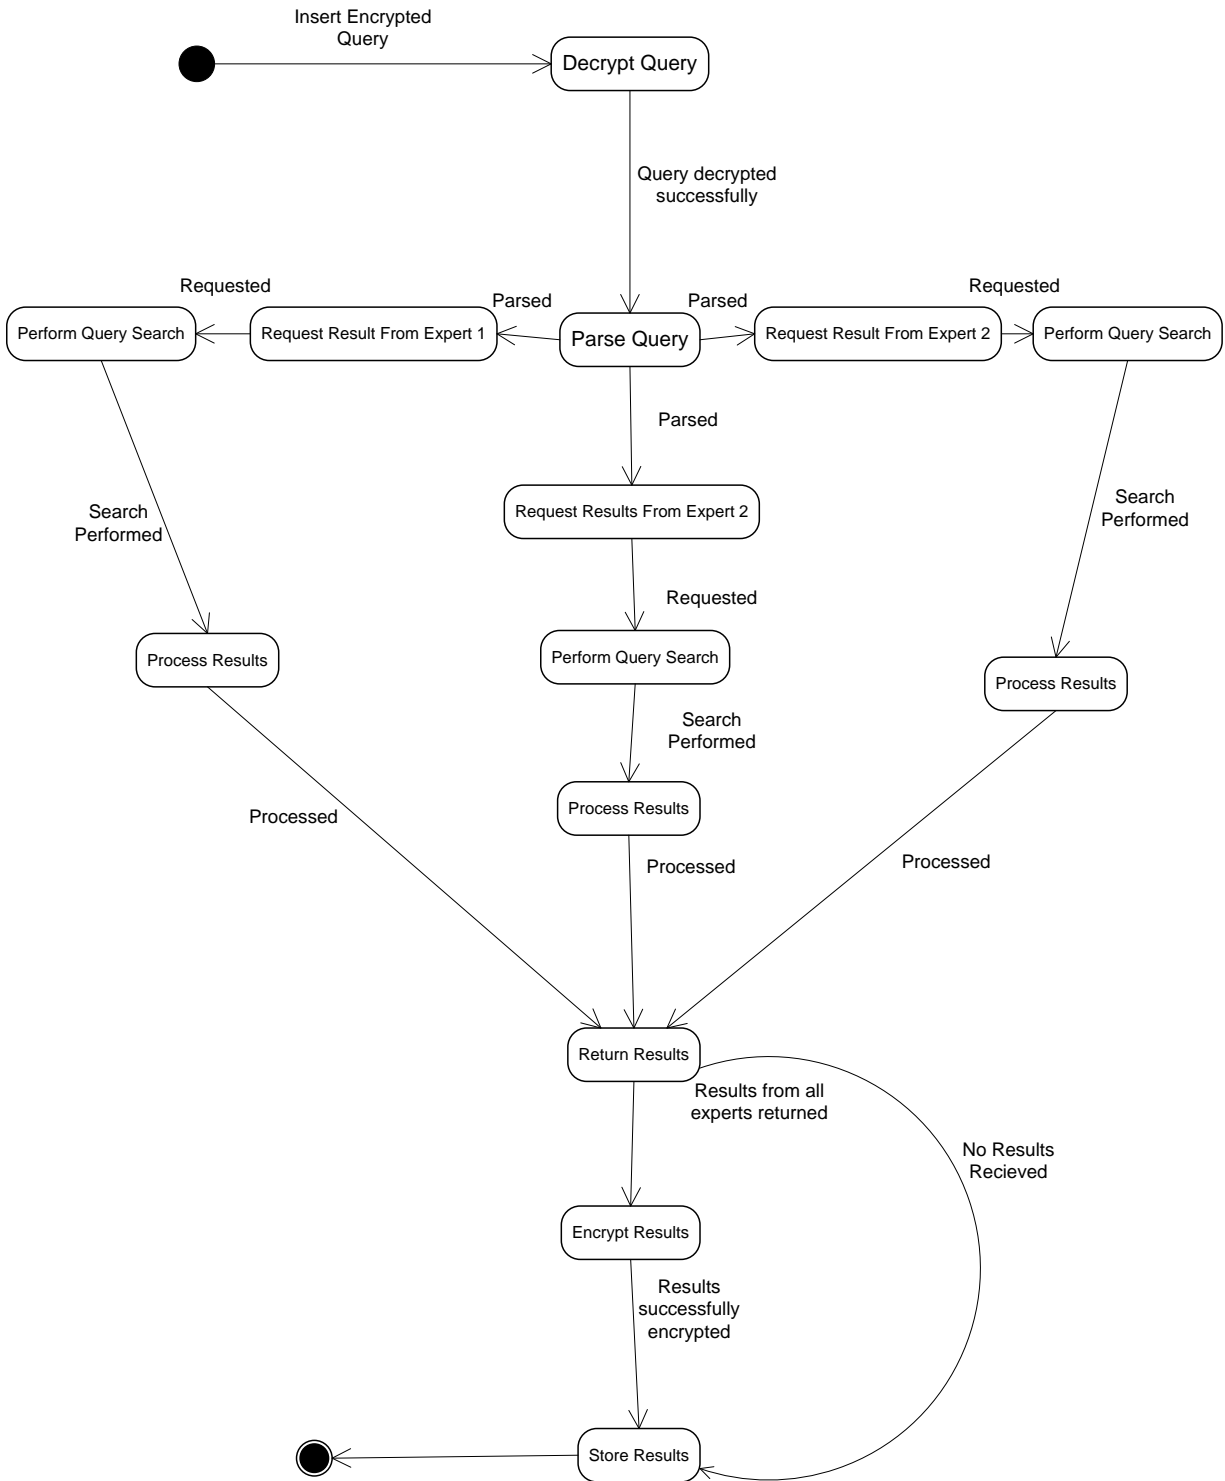 Insert Encrypted
Query
Decrypt Query
Query decrypted
successfully
Requested
Parsed
Parsed
Requested
Perform Query Search
Request Result From Expert 1
Parse Query
Request Result From Expert 2
Perform Query Search
Parsed
Search
Performed
Request Results From Expert 2
Search
Performed
Requested
Process Results
Perform Query Search
Process Results
Search
Performed
Processed
Process Results
Processed
Processed
Return Results
Results from all
experts returned
No Results
Recieved
Encrypt Results
Results
successfully
encrypted
Store Results